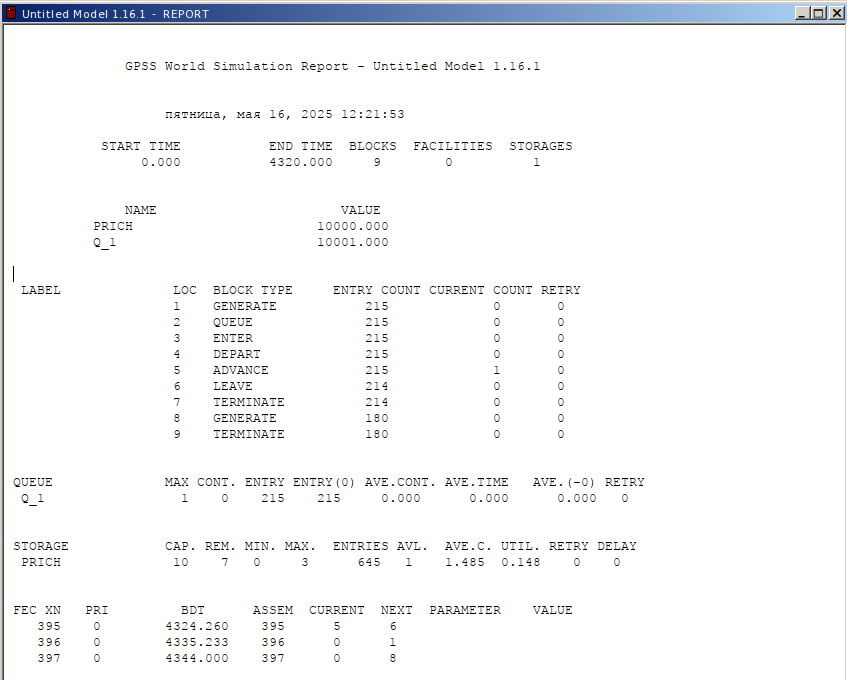 Untitled Model 1.16.1 - REPORT
GPSS World Simulation Report - Untitled Model 1.16.1
пятница, мая 16, 2025 12:21:53
START TIME END TIME BLOCKS FACILITIES STORAGES
0.000 4320.000 9 0 1
NAME VALUE
PRICH 10000.000
Q_1 10001.000
LABEL LOC BLOCK TYPE ENTRY COUNT CURRENT COUNT RETRY
1 GENERATE 215 0 0
2 QUEUE 215 0 0
3 ENTER 215 0 0
4 DEPART 215 0 0
5 ADVANCE 215 1 0
6 LEAVE 214 0 0
7 TERMINATE 214 0 0
8 GENERATE 180 0 0
9 TERMINATE 180 0 0
QUEUE MAX CONT. ENTRY ENTRY(0) AVE.CONT. AVE.TIME AVE.(-0) RETRY
Q_1 1 0 215 215 0.000 0.000 0.000 0
STORAGE CAP. REM. MIN. MAX. ENTRIES AVL. AVE.C. UTIL. RETRY DELAY
PRICH 10 7 0 3 645 1 1.485 0.148 0 0
FEC XN PRI BDT ASSEM CURRENT NEXT PARAMETER VALUE
395 0 4324.260 395 5 6
396 0 4335.233 396 0 1
397 0 4344.000 397 0 8